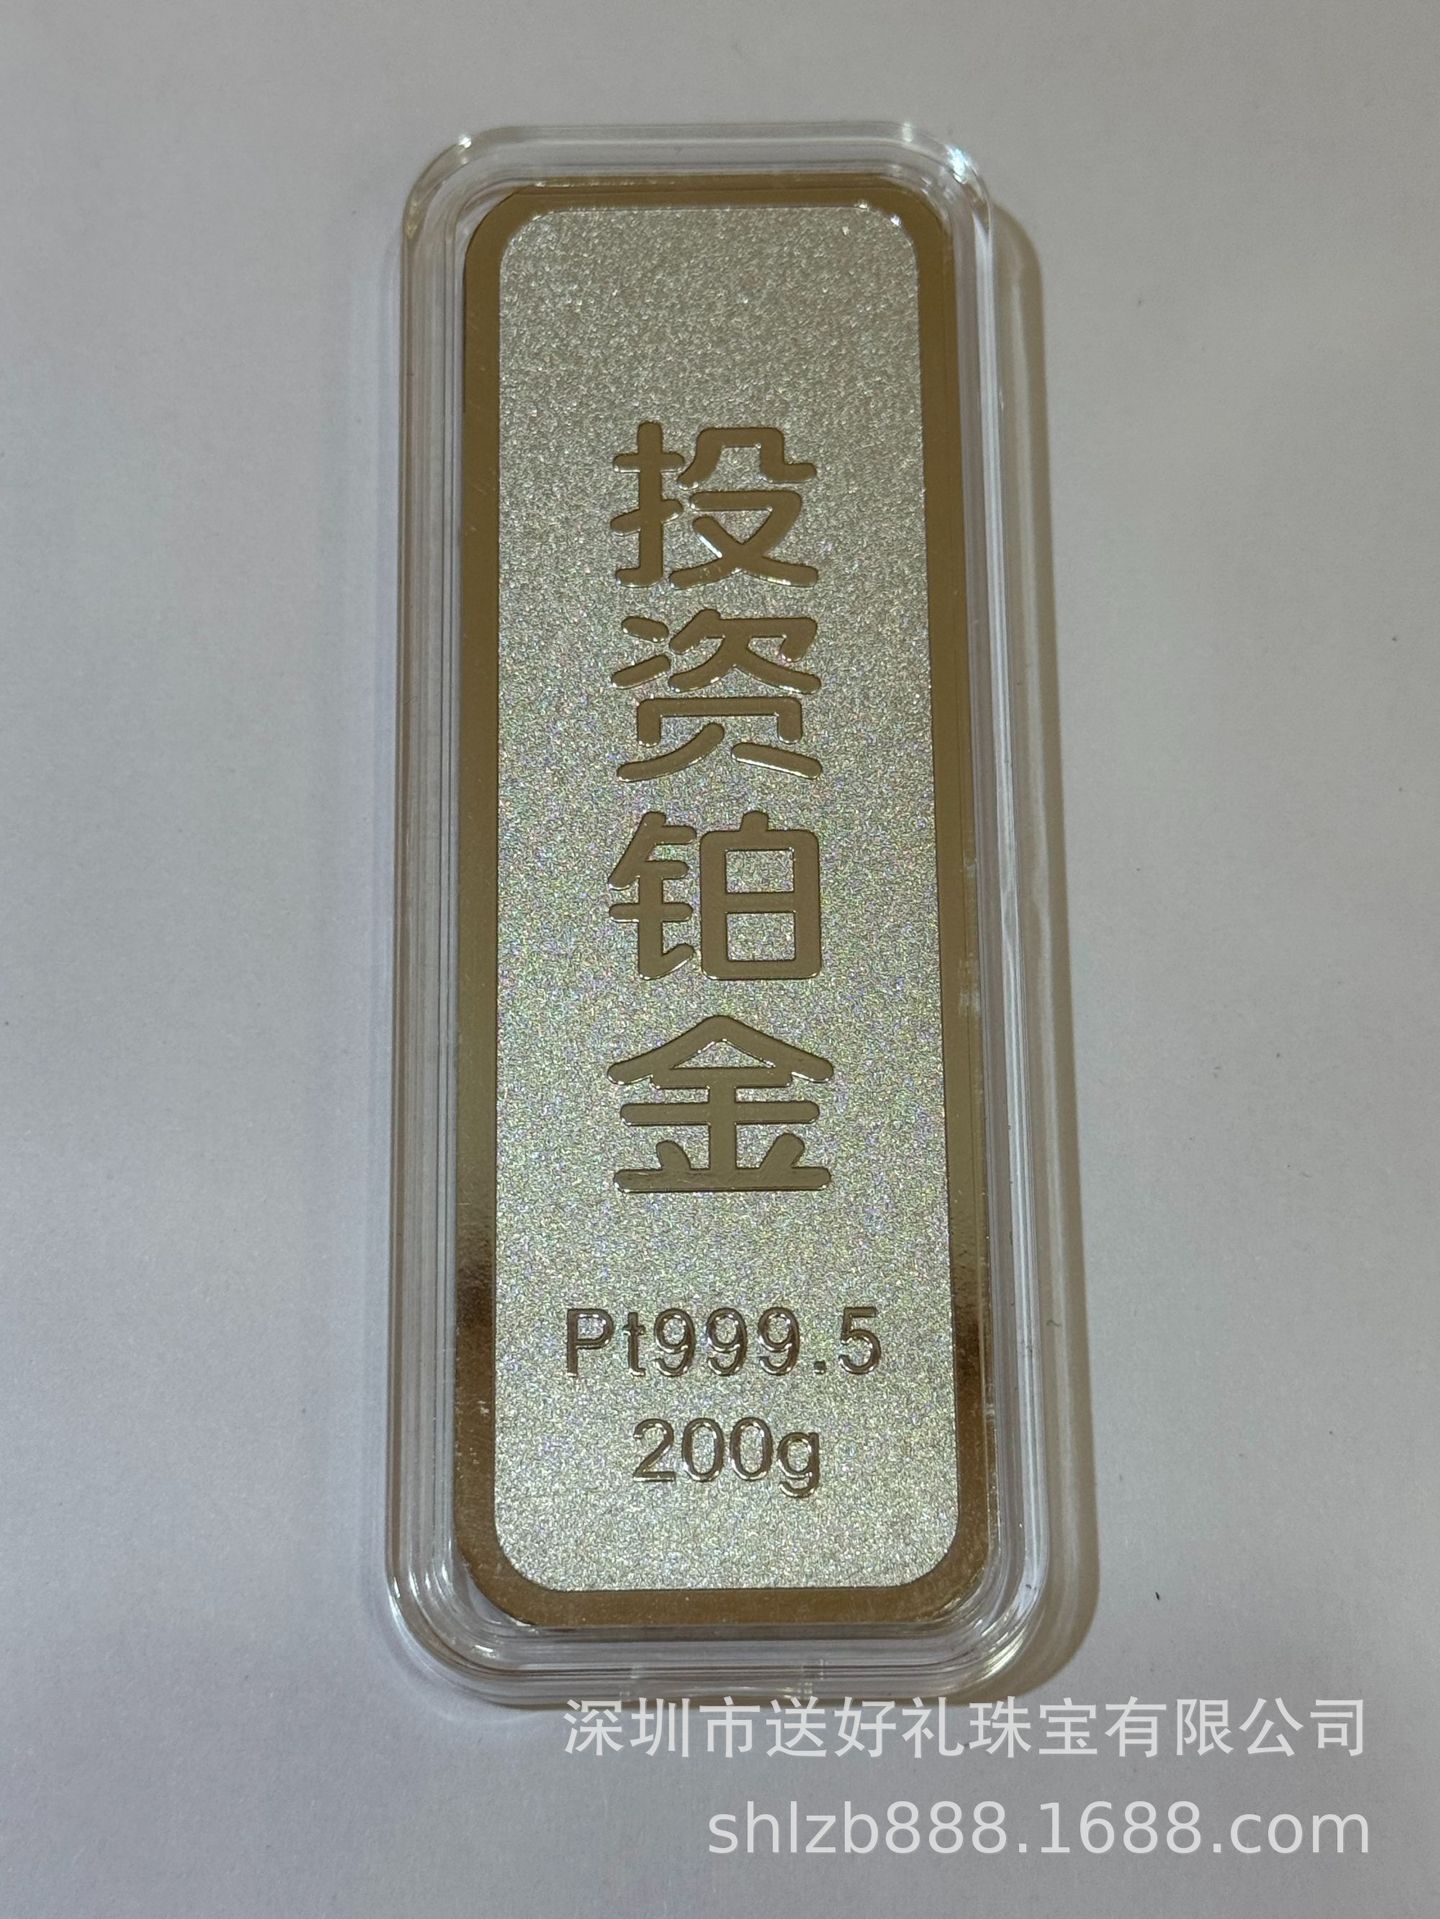 投
资
铂
金
Pt999.5
200g
深圳市送好礼珠宝有限公司
shlzb888.1688.com